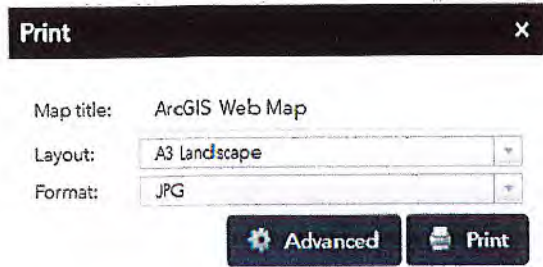 Print ×
Map title: ArcGIS Web Map
Layout: A3 Landscape
Format: JPG
Advanced Print